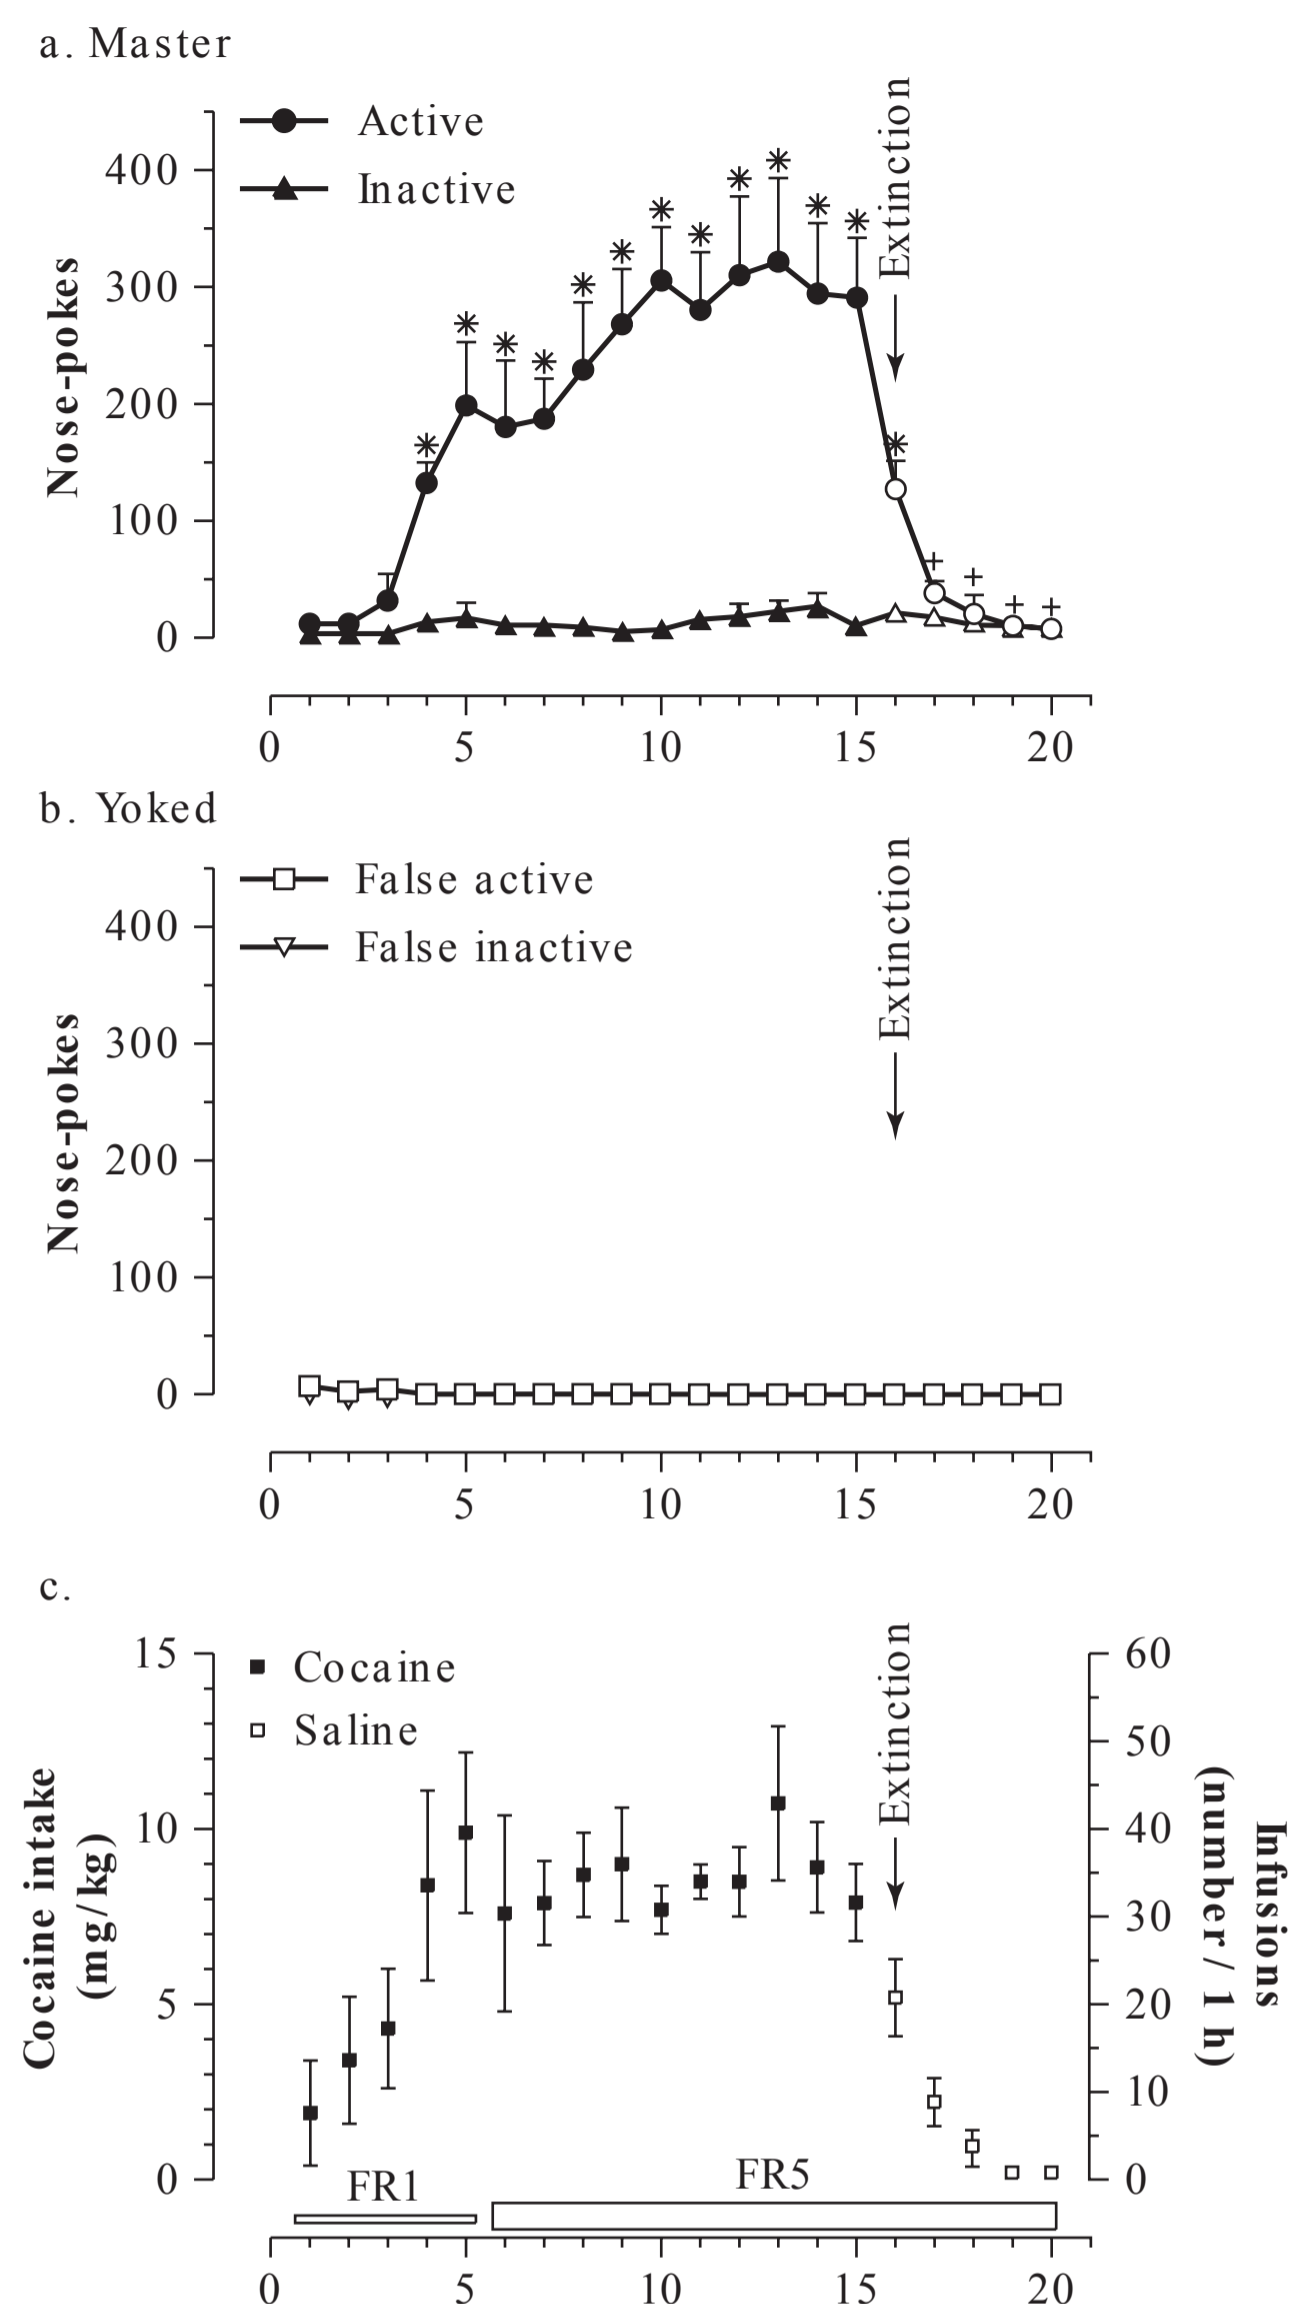 a. Master
Active
Inactive
Extinction
Nose-pokes
400
300
200
100
0
* * * * * * * * * * * * *
+ + + +
0 5 10 15 20
b. Yoked
False active
False inactive
Extinction
Nose-pokes
400
300
200
100
0
0 5 10 15 20
c.
Cocaine
Saline
Extinction
Cocaine intake
(mg/kg)
15
10
5
0
60
50
40
30
20
10
0
Infusions
(number/ 1 h)
FR1
FR5
0 5 10 15 20